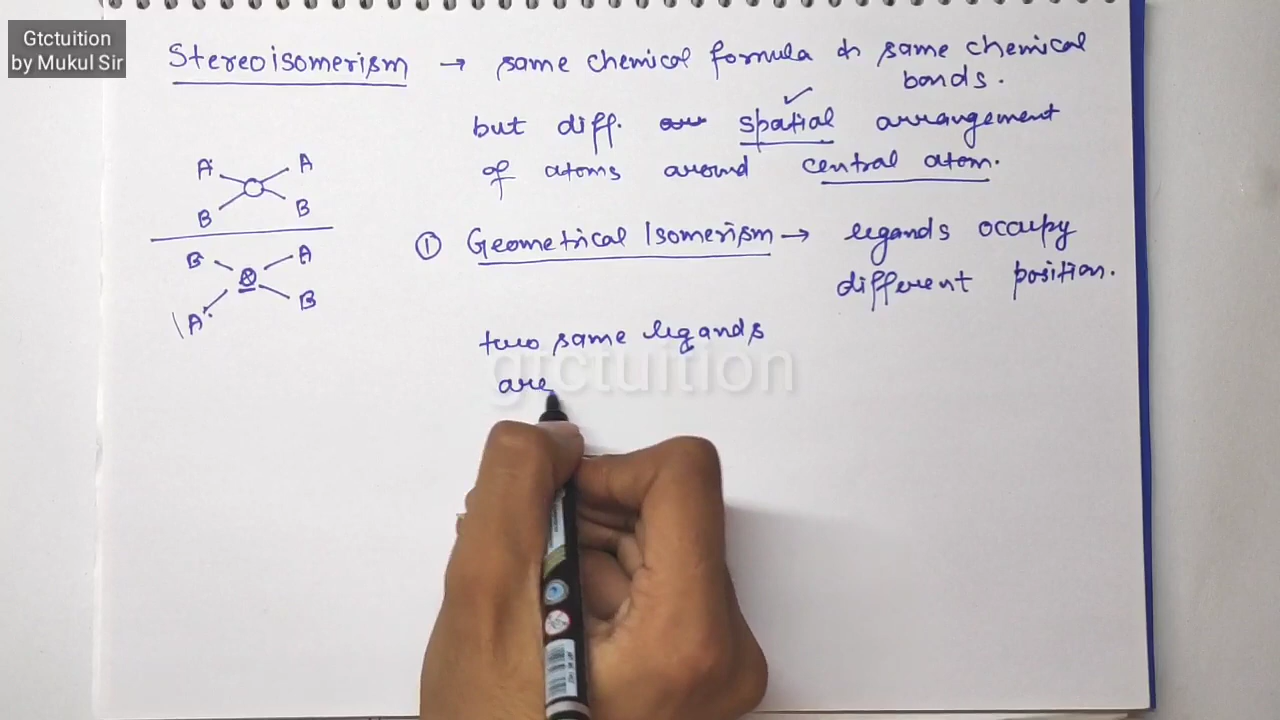 Gtctuition
by Mukul Sir
Stereoisomerism → same chemical formula & same chemical
bonds.
but diff. spatial arrangement
of atoms around central atom.
A A
B B
B A
A B
① Geometrical Isomerism → ligands occupy
different position.
two same ligands
are
gtctuition